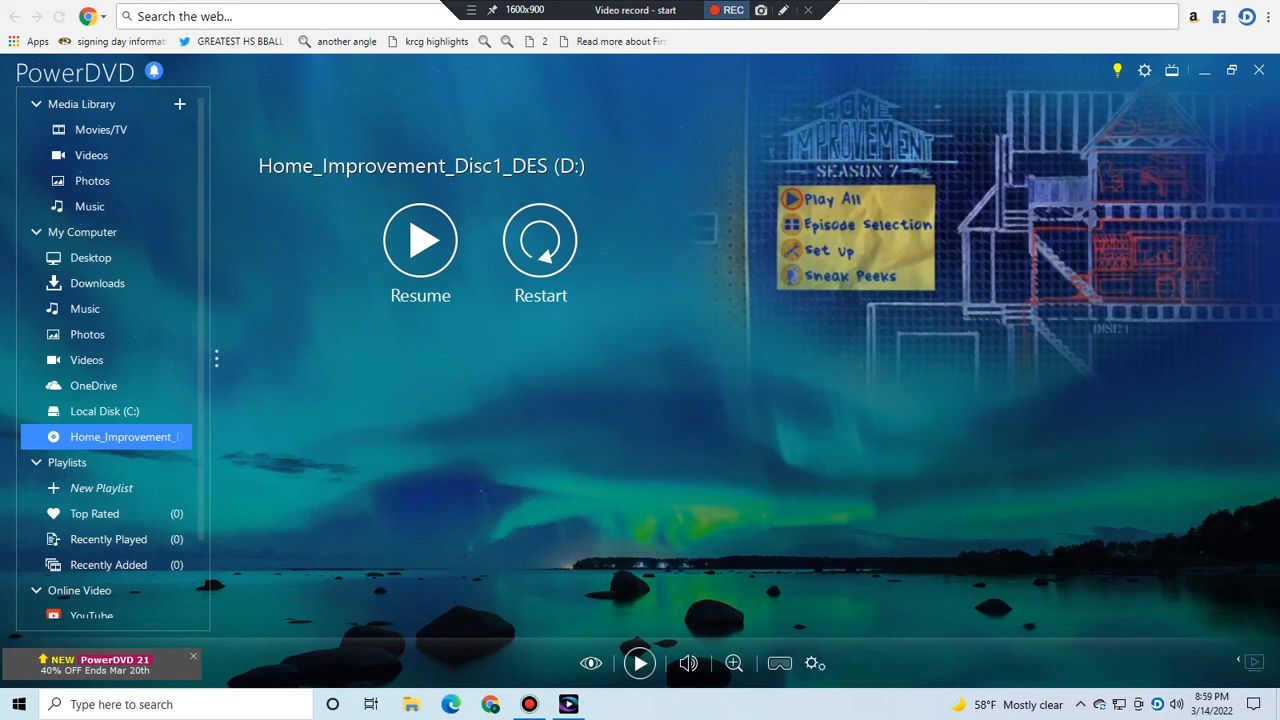 Search the web...
1600x900
Video record - start
REC
Apps
signing day informat
GREATEST HS BBALL
another angle
krcg highlights
2
Read more about Firs
PowerDVD
Media Library
Movies/TV
Videos
Photos
Music
My Computer
Desktop
Downloads
Music
Photos
Videos
OneDrive
Local Disk (C:)
Home_Improvement_D
Playlists
New Playlist
Top Rated (0)
Recently Played (0)
Recently Added (0)
Online Video
YouTube
NEW PowerDVD 21
40% OFF Ends Mar 20th
Home_Improvement_Disc1_DES (D:)
Resume
Restart
HOME
IMPROVEMENT
SEASON 7
Play All
Episode Selection
Set Up
Sneak Peeks
DISC 1
Type here to search
58°F Mostly clear
8:59 PM
3/14/2022